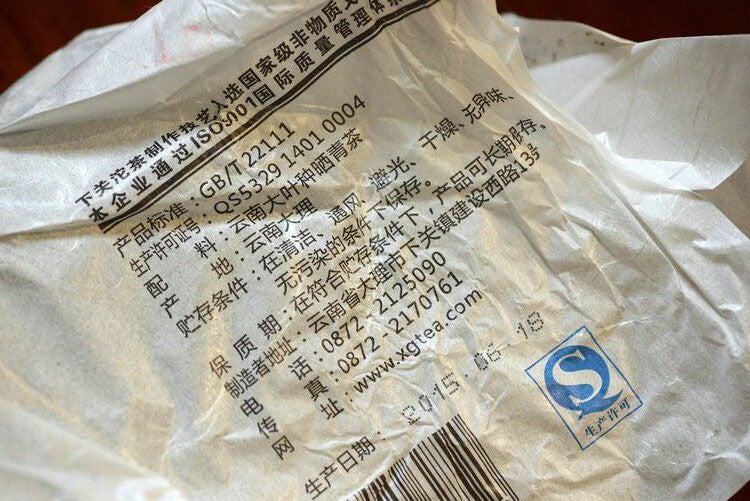 下关沱茶制作技艺入选国家级非物质文
本企业通过ISO9001国际质量管理体系
产品标准：GB/T 22111
生产许可证号：QS5329 1401 0004
配 料：云南大叶种晒青茶
产 地：云南大理
贮存条件：在清洁、通风、避光、干燥、无异味、
无污染的条件下保存。
保 质 期：在符合贮存条件下，产品可长期保存。
制造者地址：云南省大理市下关镇建设西路13号
电 话：0872 - 2125090
传 真：0872 - 2170761
网 址：www.xgtea.com
生产日期：2015-06-18
生产许可